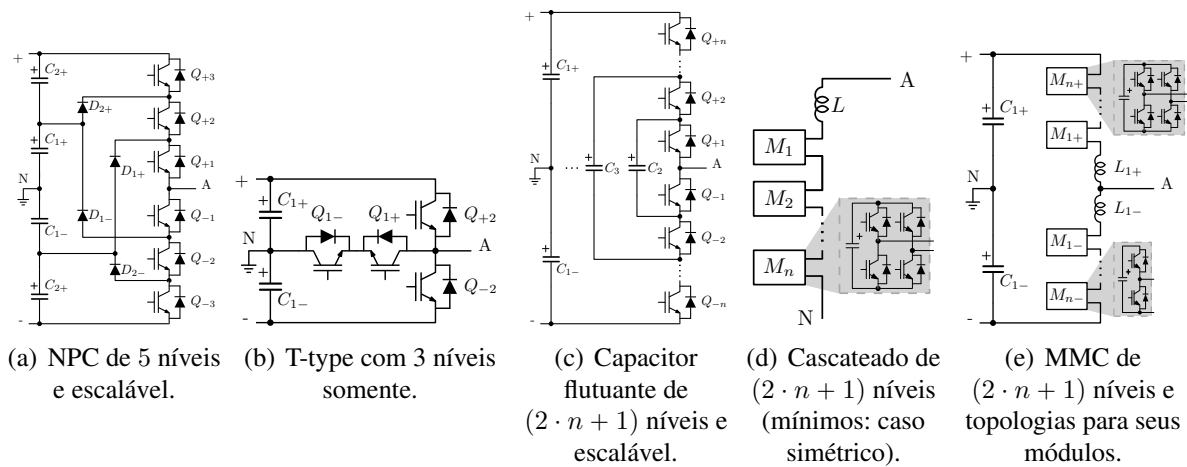 +
C2+
D2+
C1+
D1+
N
C1−
D1−
D2−
C2+
-
Q+3
Q+2
Q+1
A
Q−1
Q−2
Q−3
(a) NPC de 5 níveis
e escalável.
+
C1+
N
C1−
-
Q1−
Q1+
Q+2
A
Q−2
(b) T-type com 3 níveis
somente.
+
C1+
N
C1−
-
...
C3
C2
Q+n
Q+2
Q+1
A
Q−1
Q−2
Q−n
(c) Capacitor
flutuante de
(2 · n + 1) níveis e
escalável.
A
L
M1
M2
Mn
N
(d) Cascateado de
(2 · n + 1) níveis
(mínimos: caso
simétrico).
+
C1+
N
C1−
-
Mn+
M1+
L1+
A
L1−
M1−
Mn−
(e) MMC de
(2 · n + 1) níveis e
topologias para seus
módulos.